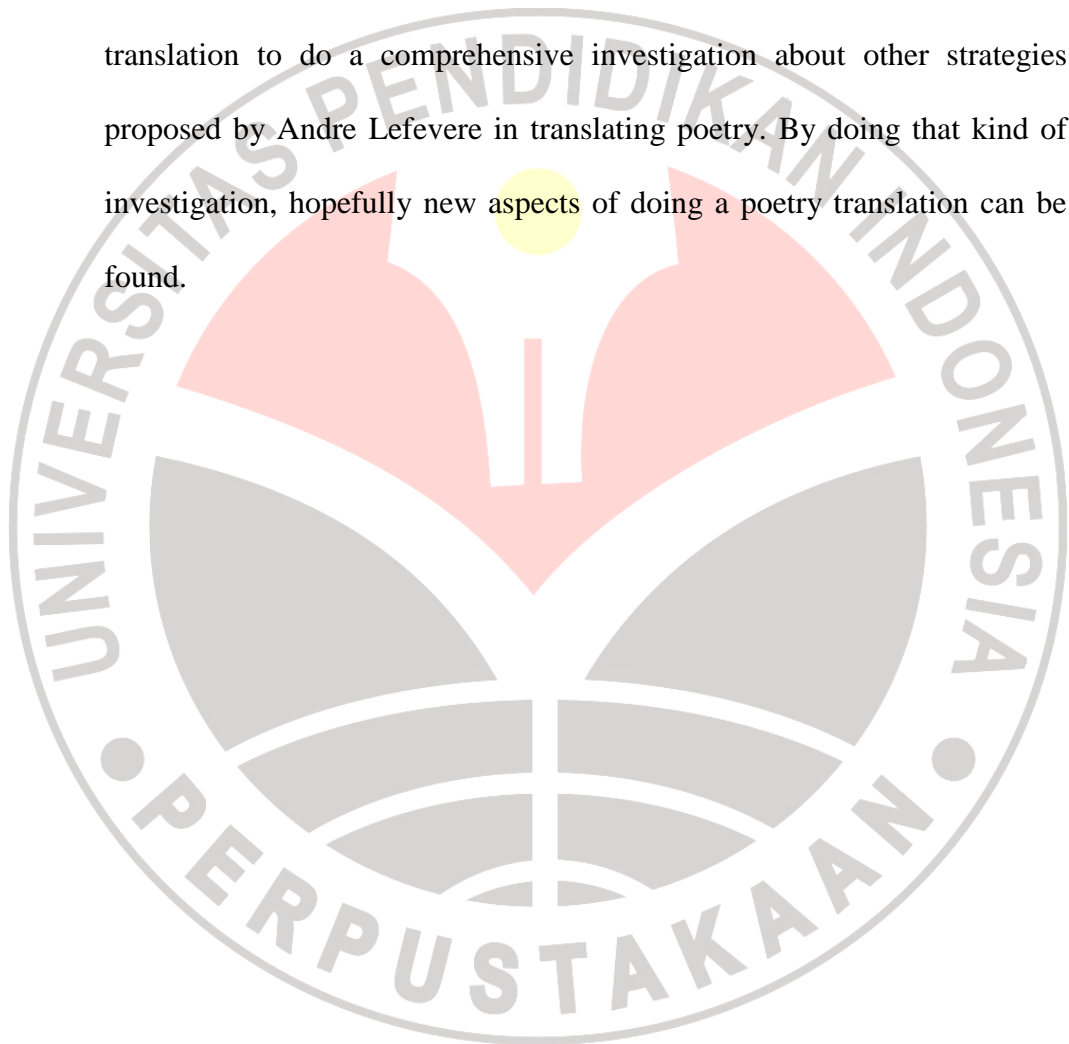 translation to do a comprehensive investigation about other strategies
proposed by Andre Lefevere in translating poetry. By doing that kind of
investigation, hopefully new aspects of doing a poetry translation can be
found.
UNIVERSITAS PENDIDIKAN INDONESIA
PERPUSTAKAAN